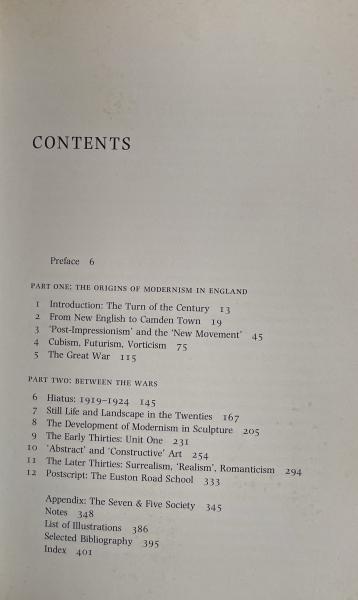 CONTENTS
Preface 6
PART ONE: THE ORIGINS OF MODERNISM IN ENGLAND
1 Introduction: The Turn of the Century 13
2 From New English to Camden Town 19
3 ‘Post-Impressionism’ and the ‘New Movement’ 45
4 Cubism, Futurism, Vorticism 75
5 The Great War 115
PART TWO: BETWEEN THE WARS
6 Hiatus: 1919–1924 145
7 Still Life and Landscape in the Twenties 167
8 The Development of Modernism in Sculpture 205
9 The Early Thirties: Unit One 231
10 ‘Abstract’ and ‘Constructive’ Art 254
11 The Later Thirties: Surrealism, ‘Realism’, Romanticism 294
12 Postscript: The Euston Road School 333
Appendix: The Seven & Five Society 345
Notes 348
List of Illustrations 386
Selected Bibliography 395
Index 401